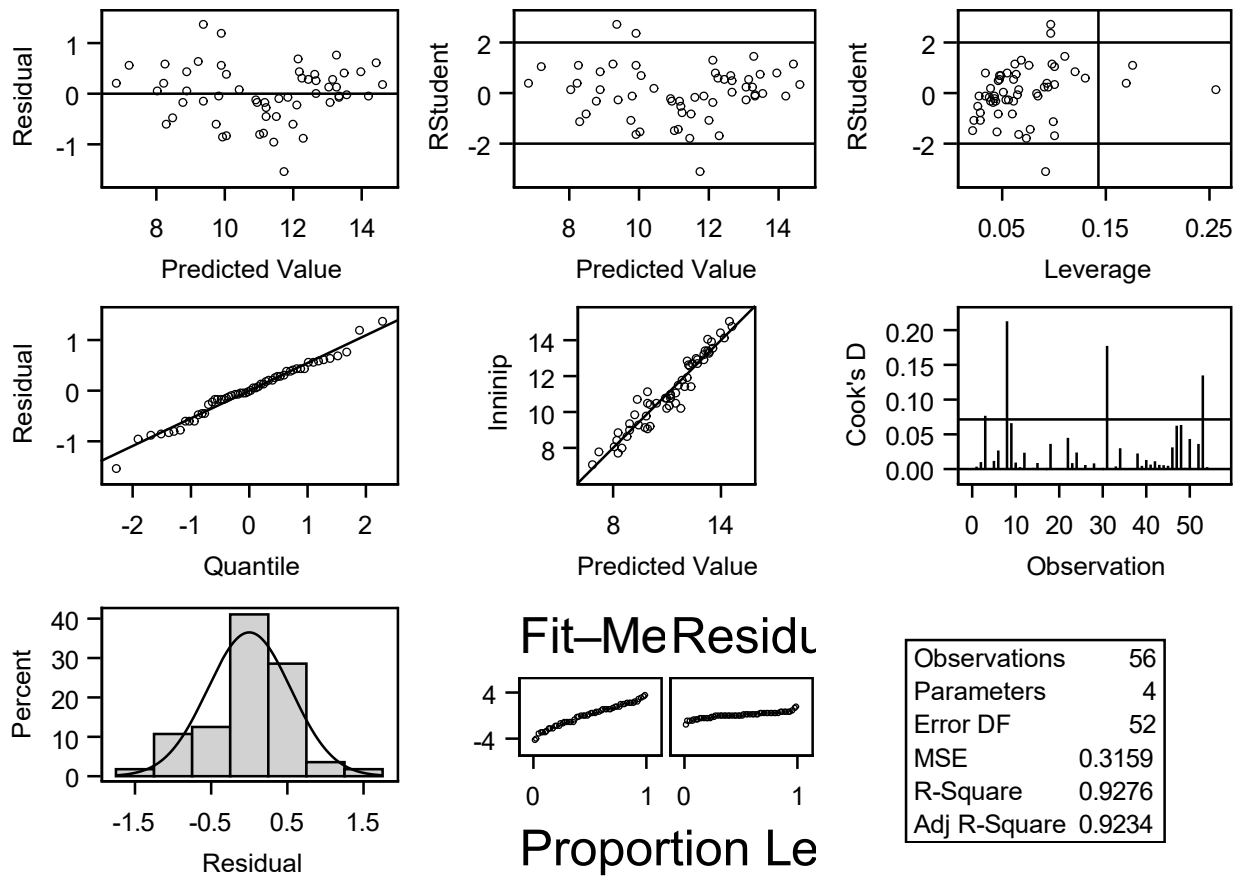 Residual
1
0
-1
8 10 12 14
Predicted Value
RStudent
2
0
-2
8 10 12 14
Predicted Value
RStudent
2
0
-2
0.05 0.15 0.25
Leverage
Residual
1
0
-1
-2 -1 0 1 2
Quantile
Inninip
14
12
10
8
8 14
Predicted Value
Cook's D
0.20
0.15
0.10
0.05
0.00
0 10 20 30 40 50
Observation
Percent
40
30
20
10
0
-1.5 -0.5 0.5 1.5
Residual
Fit–Me Residu
4
-4
0 1 0 1
Proportion Le
Observations 56
Parameters 4
Error DF 52
MSE 0.3159
R-Square 0.9276
Adj R-Square 0.9234